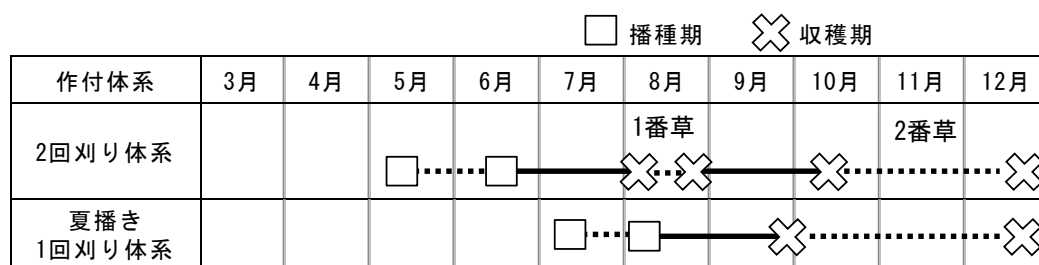 播種期 収穫期
作付体系 3月 4月 5月 6月 7月 8月 9月 10月 11月 12月
1番草 2番草
2回刈り体系
夏播き
1回刈り体系